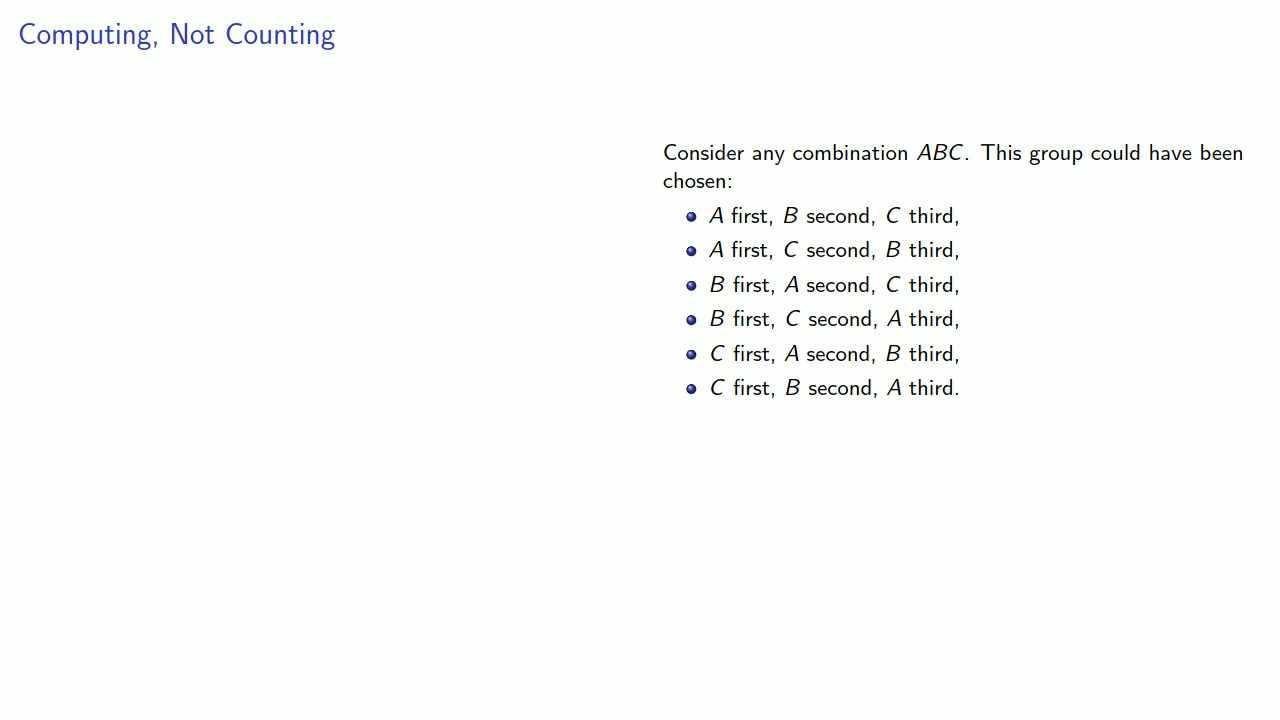 Computing, Not Counting
Consider any combination ABC. This group could have been
chosen:
A first, B second, C third,
A first, C second, B third,
B first, A second, C third,
B first, C second, A third,
C first, A second, B third,
C first, B second, A third.